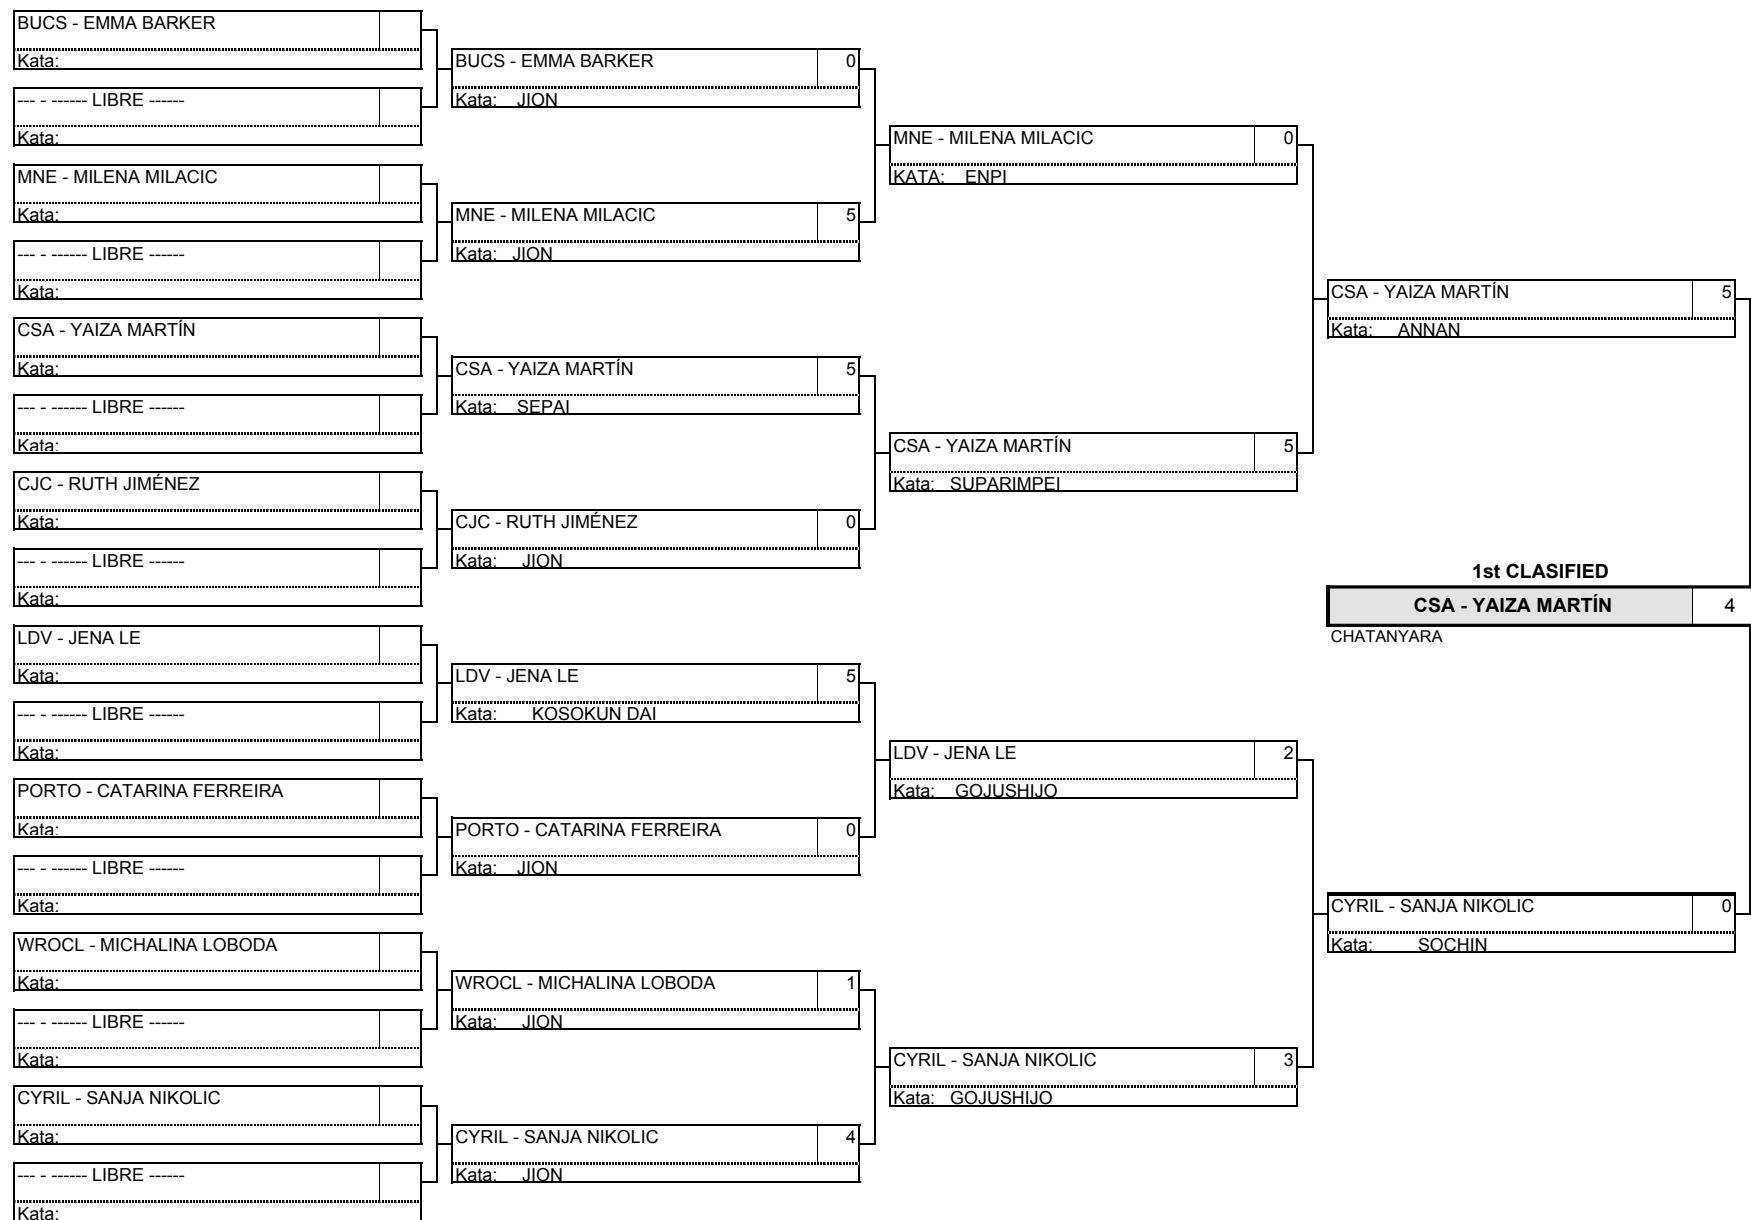 BUCS - EMMA BARKER
Kata:
--- - ------ LIBRE ------
Kata:
MNE - MILENA MILACIC
Kata:
--- - ------ LIBRE ------
Kata:
CSA - YAIZA MARTÍN
Kata:
--- - ------ LIBRE ------
Kata:
CJC - RUTH JIMÉNEZ
Kata:
--- - ------ LIBRE ------
Kata:
LDV - JENA LE
Kata:
--- - ------ LIBRE ------
Kata:
PORTO - CATARINA FERREIRA
Kata:
--- - ------ LIBRE ------
Kata:
WROCL - MICHALINA LOBODA
Kata:
--- - ------ LIBRE ------
Kata:
CYRIL - SANJA NIKOLIC
Kata:
--- - ------ LIBRE ------
Kata:
BUCS - EMMA BARKER 0
Kata: JION
MNE - MILENA MILACIC 5
Kata: JION
CSA - YAIZA MARTÍN 5
Kata: SEPAI
CJC - RUTH JIMÉNEZ 0
Kata: JION
LDV - JENA LE 5
Kata: KOSOKUN DAI
PORTO - CATARINA FERREIRA 0
Kata: JION
WROCL - MICHALINA LOBODA 1
Kata: JION
CYRIL - SANJA NIKOLIC 4
Kata: JION
MNE - MILENA MILACIC 0
KATA: ENPI
CSA - YAIZA MARTÍN 5
Kata: SUPARIMPEI
LDV - JENA LE 2
Kata: GOJUSHIJO
CYRIL - SANJA NIKOLIC 3
Kata: GOJUSHIJO
CSA - YAIZA MARTÍN 5
Kata: ANNAN
1st CLASIFIED
CSA - YAIZA MARTÍN 4
CHATANYARA
CYRIL - SANJA NIKOLIC 0
Kata: SOCHIN